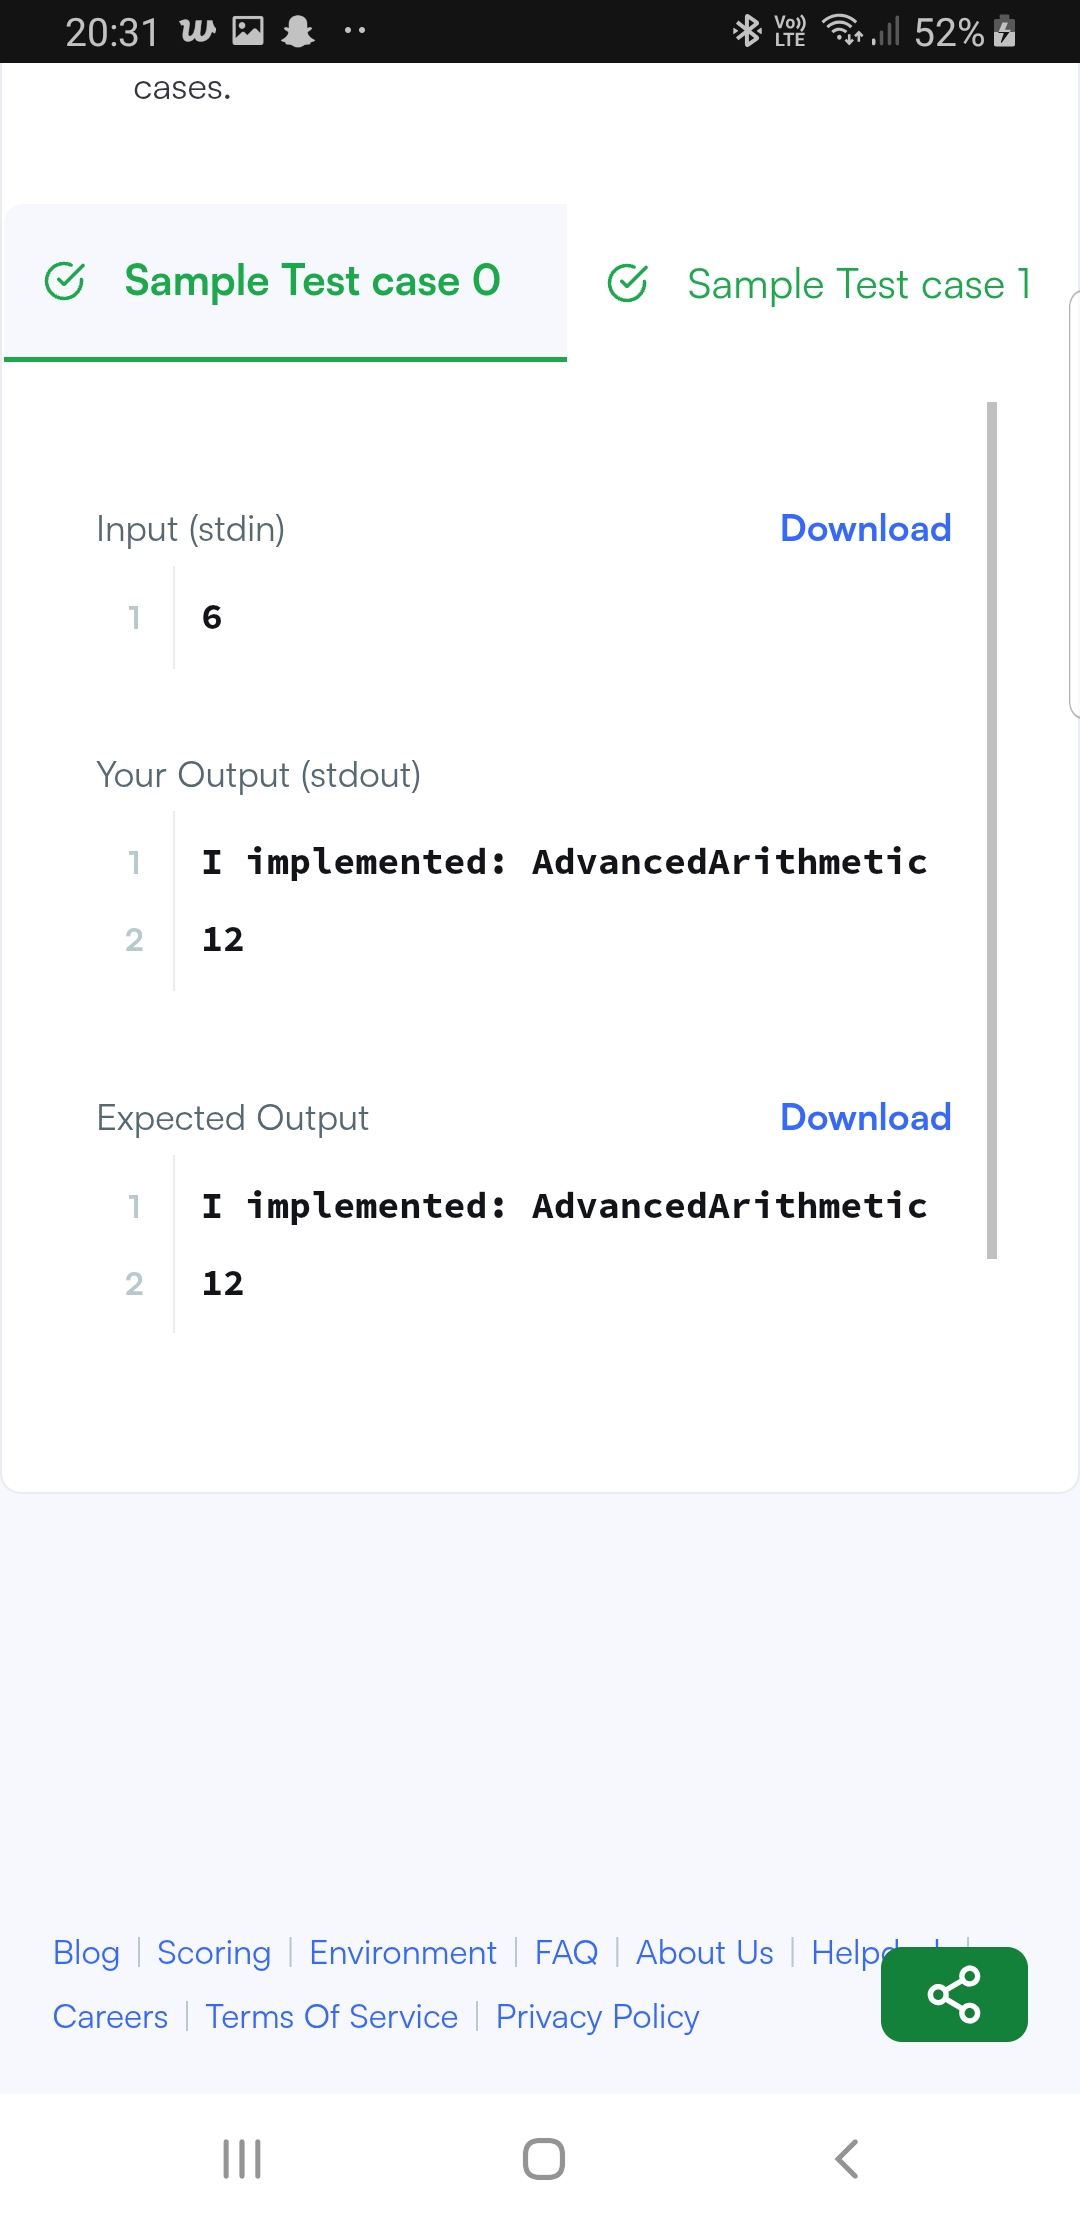 20:31 w Vo)) LTE 52%
cases.
Sample Test case 0 Sample Test case 1
Input (stdin) Download
1 6
Your Output (stdout)
1 I implemented: AdvancedArithmetic
2 12
Expected Output Download
1 I implemented: AdvancedArithmetic
2 12
Blog | Scoring | Environment | FAQ | About Us |
Careers | Terms Of Service | Privacy Policy